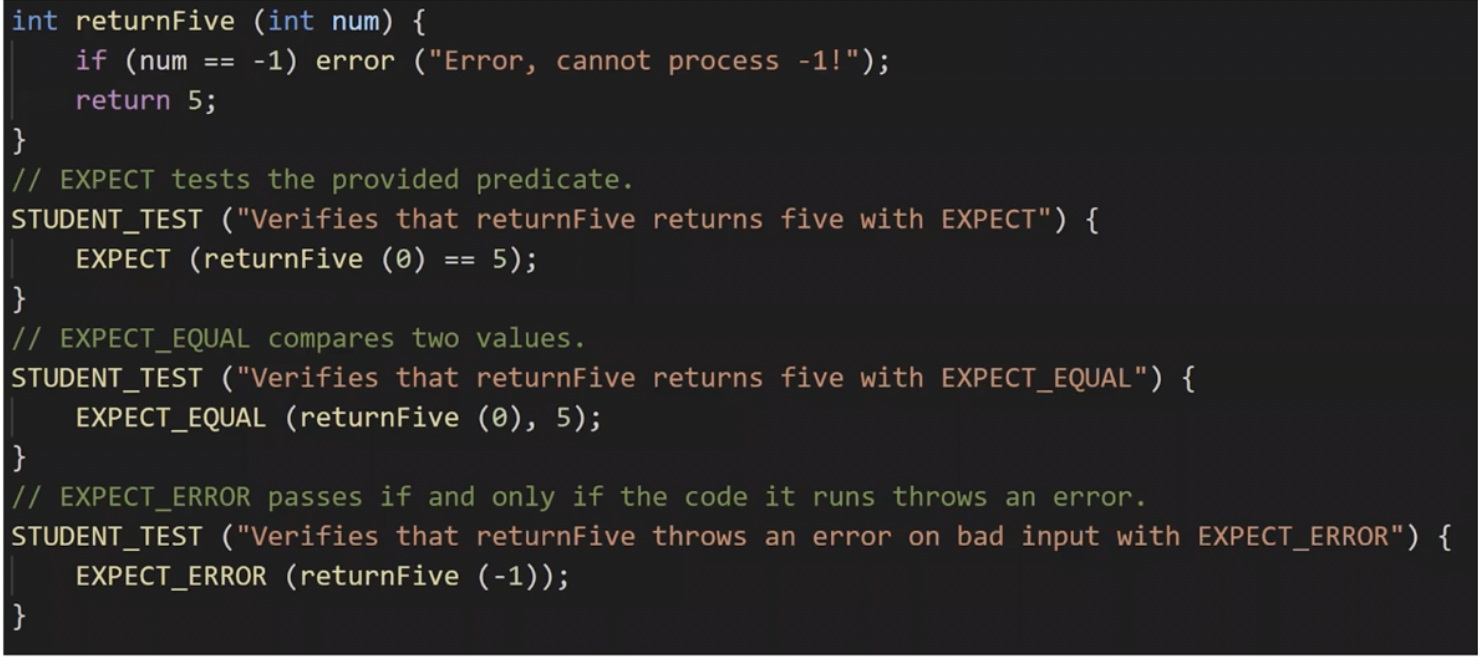 int returnFive (int num) {
    if (num == -1) error ("Error, cannot process -1!");
    return 5;
}
// EXPECT tests the provided predicate.
STUDENT_TEST ("Verifies that returnFive returns five with EXPECT") {
    EXPECT (returnFive (0) == 5);
}
// EXPECT_EQUAL compares two values.
STUDENT_TEST ("Verifies that returnFive returns five with EXPECT_EQUAL") {
    EXPECT_EQUAL (returnFive (0), 5);
}
// EXPECT_ERROR passes if and only if the code it runs throws an error.
STUDENT_TEST ("Verifies that returnFive throws an error on bad input with EXPECT_ERROR") {
    EXPECT_ERROR (returnFive (-1));
}